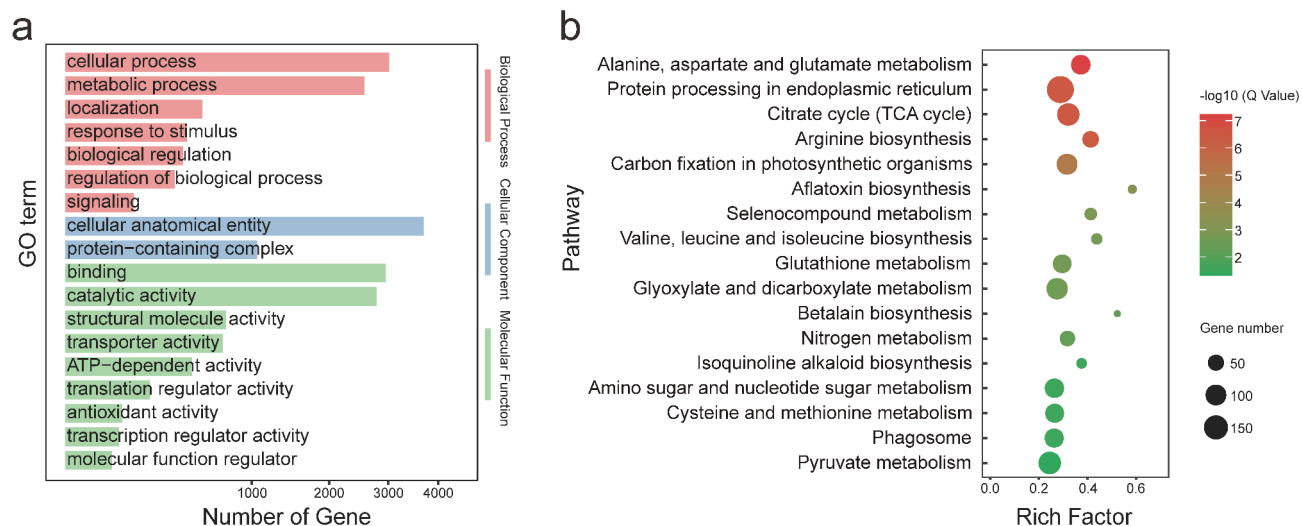 a
GO term
cellular process
metabolic process
localization
response to stimulus
biological regulation
regulation of biological process
signaling
cellular anatomical entity
protein−containing complex
binding
catalytic activity
structural molecule activity
transporter activity
ATP−dependent activity
translation regulator activity
antioxidant activity
transcription regulator activity
molecular function regulator
1000 2000 3000 4000
Number of Gene
Biological Process
Cellular Component
Molecular Function
b
Pathway
Alanine, aspartate and glutamate metabolism
Protein processing in endoplasmic reticulum
Citrate cycle (TCA cycle)
Arginine biosynthesis
Carbon fixation in photosynthetic organisms
Aflatoxin biosynthesis
Selenocompound metabolism
Valine, leucine and isoleucine biosynthesis
Glutathione metabolism
Glyoxylate and dicarboxylate metabolism
Betalain biosynthesis
Nitrogen metabolism
Isoquinoline alkaloid biosynthesis
Amino sugar and nucleotide sugar metabolism
Cysteine and methionine metabolism
Phagosome
Pyruvate metabolism
0.0 0.2 0.4 0.6
Rich Factor
-log10 (Q Value)
7
6
5
4
3
2
Gene number
50
100
150